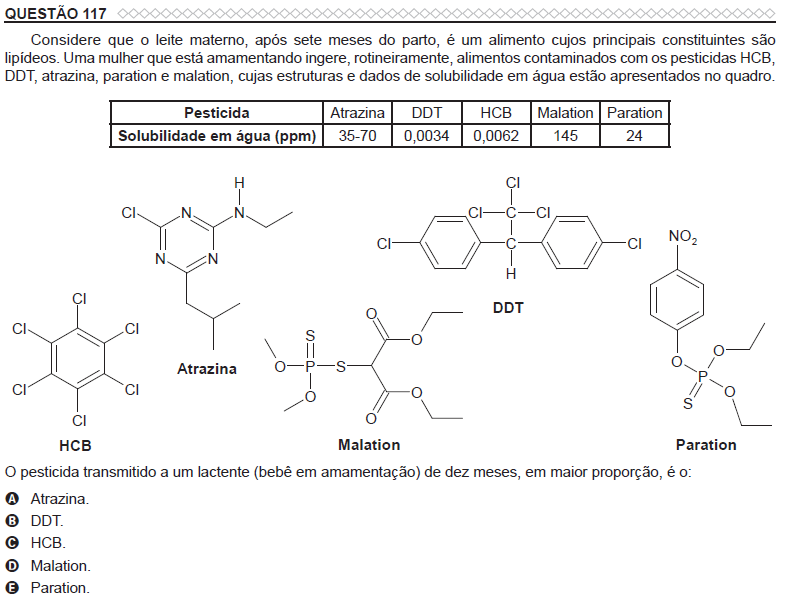 QUESTÃO 117
Considere que o leite materno, após sete meses do parto, é um alimento cujos principais constituintes são
lipídeos. Uma mulher que está amamentando ingere, rotineiramente, alimentos contaminados com os pesticidas HCB,
DDT, atrazina, paration e malation, cujas estruturas e dados de solubilidade em água estão apresentados no quadro.
Pesticida Atrazina DDT HCB Malation Paration
Solubilidade em água (ppm) 35-70 0,0034 0,0062 145 24
Cl
Cl
Cl
Cl
Cl
Cl
HCB
H
Cl
N
N
N
N
Atrazina
S
O
P
S
O
O
O
O
O
Malation
Cl
Cl
C
Cl
Cl
C
Cl
H
DDT
NO2
O
O
P
S
O
Paration
O pesticida transmitido a um lactente (bebê em amamentação) de dez meses, em maior proporção, é o:
A Atrazina.
B DDT.
C HCB.
D Malation.
E Paration.